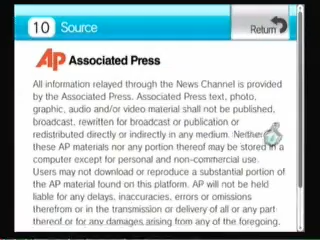 10 Source Return
AP Associated Press
All information relayed through the News Channel is provided
by the Associated Press. Associated Press text, photo,
graphic, audio and/or video material shall not be published,
broadcast, rewritten for broadcast or publication or
redistributed directly or indirectly in any medium. Neither
these AP materials nor any portion thereof may be stored in a
computer except for personal and non-commercial use.
Users may not download or reproduce a substantial portion of
the AP material found on this platform. AP will not be held
liable for any delays, inaccuracies, errors or omissions
therefrom or in the transmission or delivery of all or any part
thereof or for any damages arising from any of the foregoing.